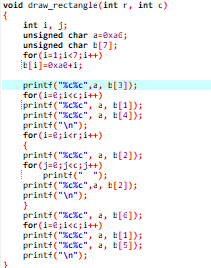 void draw_rectangle(int r, int c)
{
int i, j;
unsigned char a=0xa6;
unsigned char b[7];
for(i=1;i<7;i++)
b[i]=0xa0+i;
printf("%c%c",a, b[3]);
for(i=0;i<c;i++)
printf("%c%c", a, b[1]);
printf("%c%c", a, b[4]);
printf("\n");
for(i=0;i<r;i++)
{
printf("%c%c", a, b[2]);
for(j=0;j<c;j++)
printf("  ");
printf("%c%c",a, b[2]);
printf("\n");
}
printf("%c%c", a, b[6]);
for(i=0;i<c;i++)
printf("%c%c", a, b[1]);
printf("%c%c", a, b[5]);
printf("\n");
}